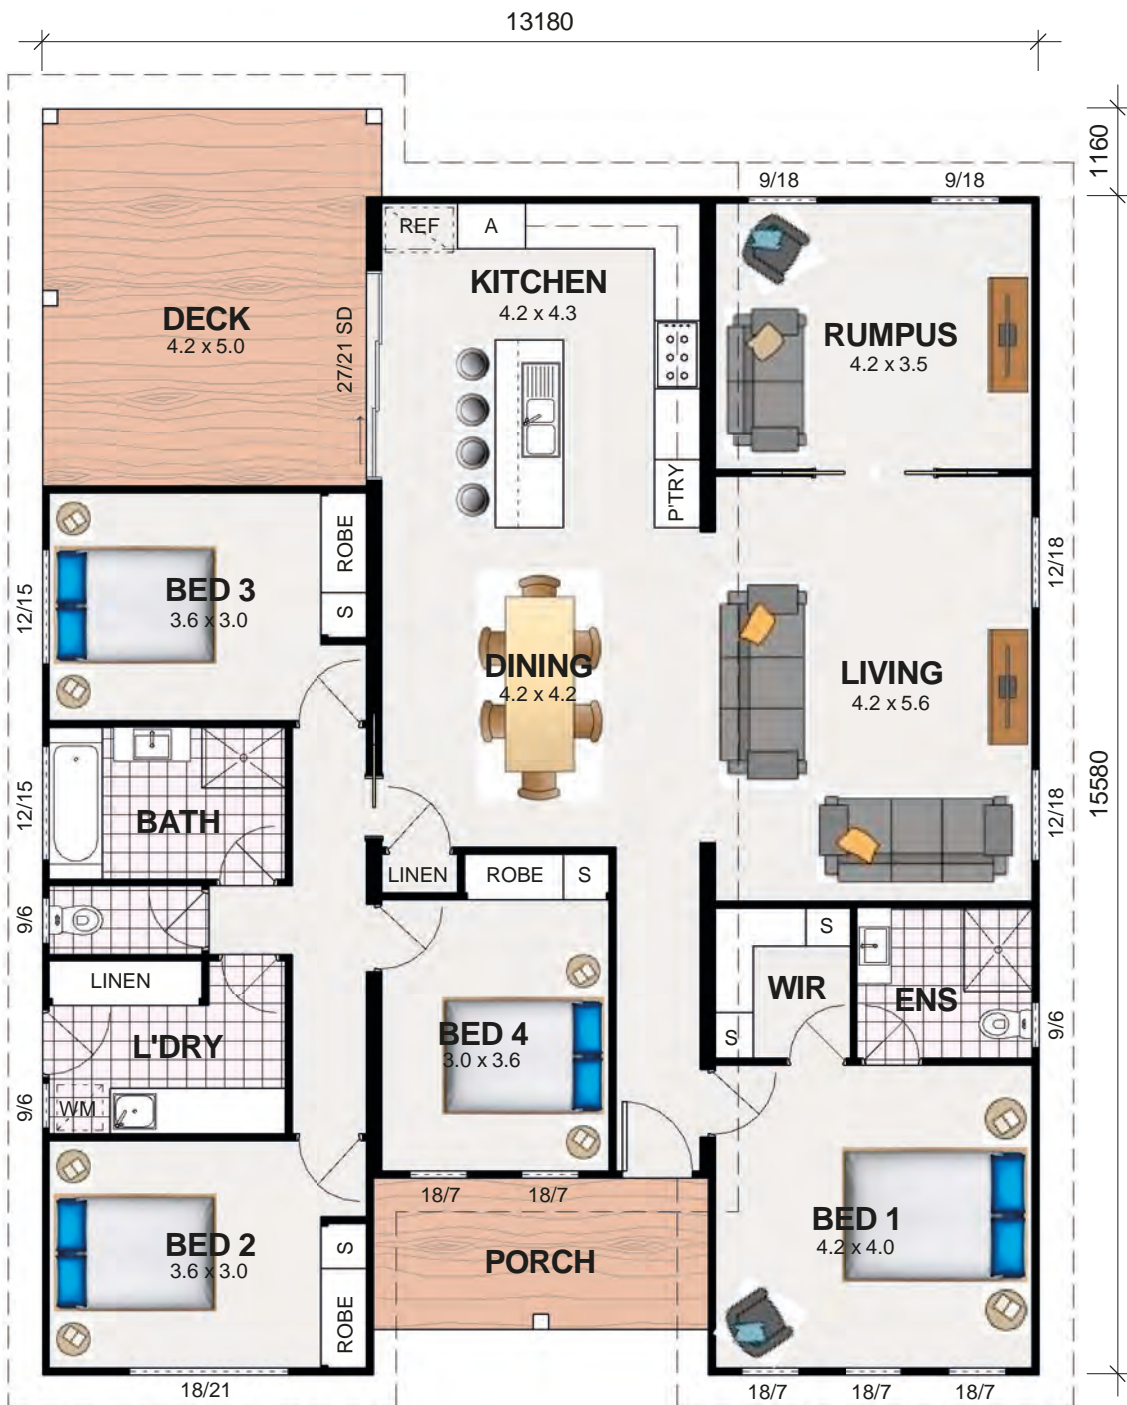 13180
1160
9/18
9/18
REF
A
KITCHEN
4.2 x 4.3
DECK
4.2 x 5.0
27/21 SD
RUMPUS
4.2 x 3.5
P'TRY
ROBE
S
BED 3
3.6 x 3.0
12/15
12/18
DINING
4.2 x 4.2
LIVING
4.2 x 5.6
15580
12/15
BATH
12/18
LINEN
ROBE
S
9/6
S
WIR
S
ENS
9/6
LINEN
L'DRY
9/6
WM
BED 4
3.0 x 3.6
18/7
18/7
BED 1
4.2 x 4.0
BED 2
3.6 x 3.0
S
ROBE
PORCH
18/21
18/7
18/7
18/7